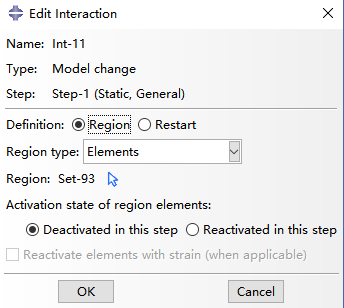 Edit Interaction
Name: Int-11
Type: Model change
Step: Step-1 (Static, General)
Definition: Region Restart
Region type: Elements
Region: Set-93
Activation state of region elements:
Deactivated in this step Reactivated in this step
Reactivate elements with strain (when applicable)
OK Cancel